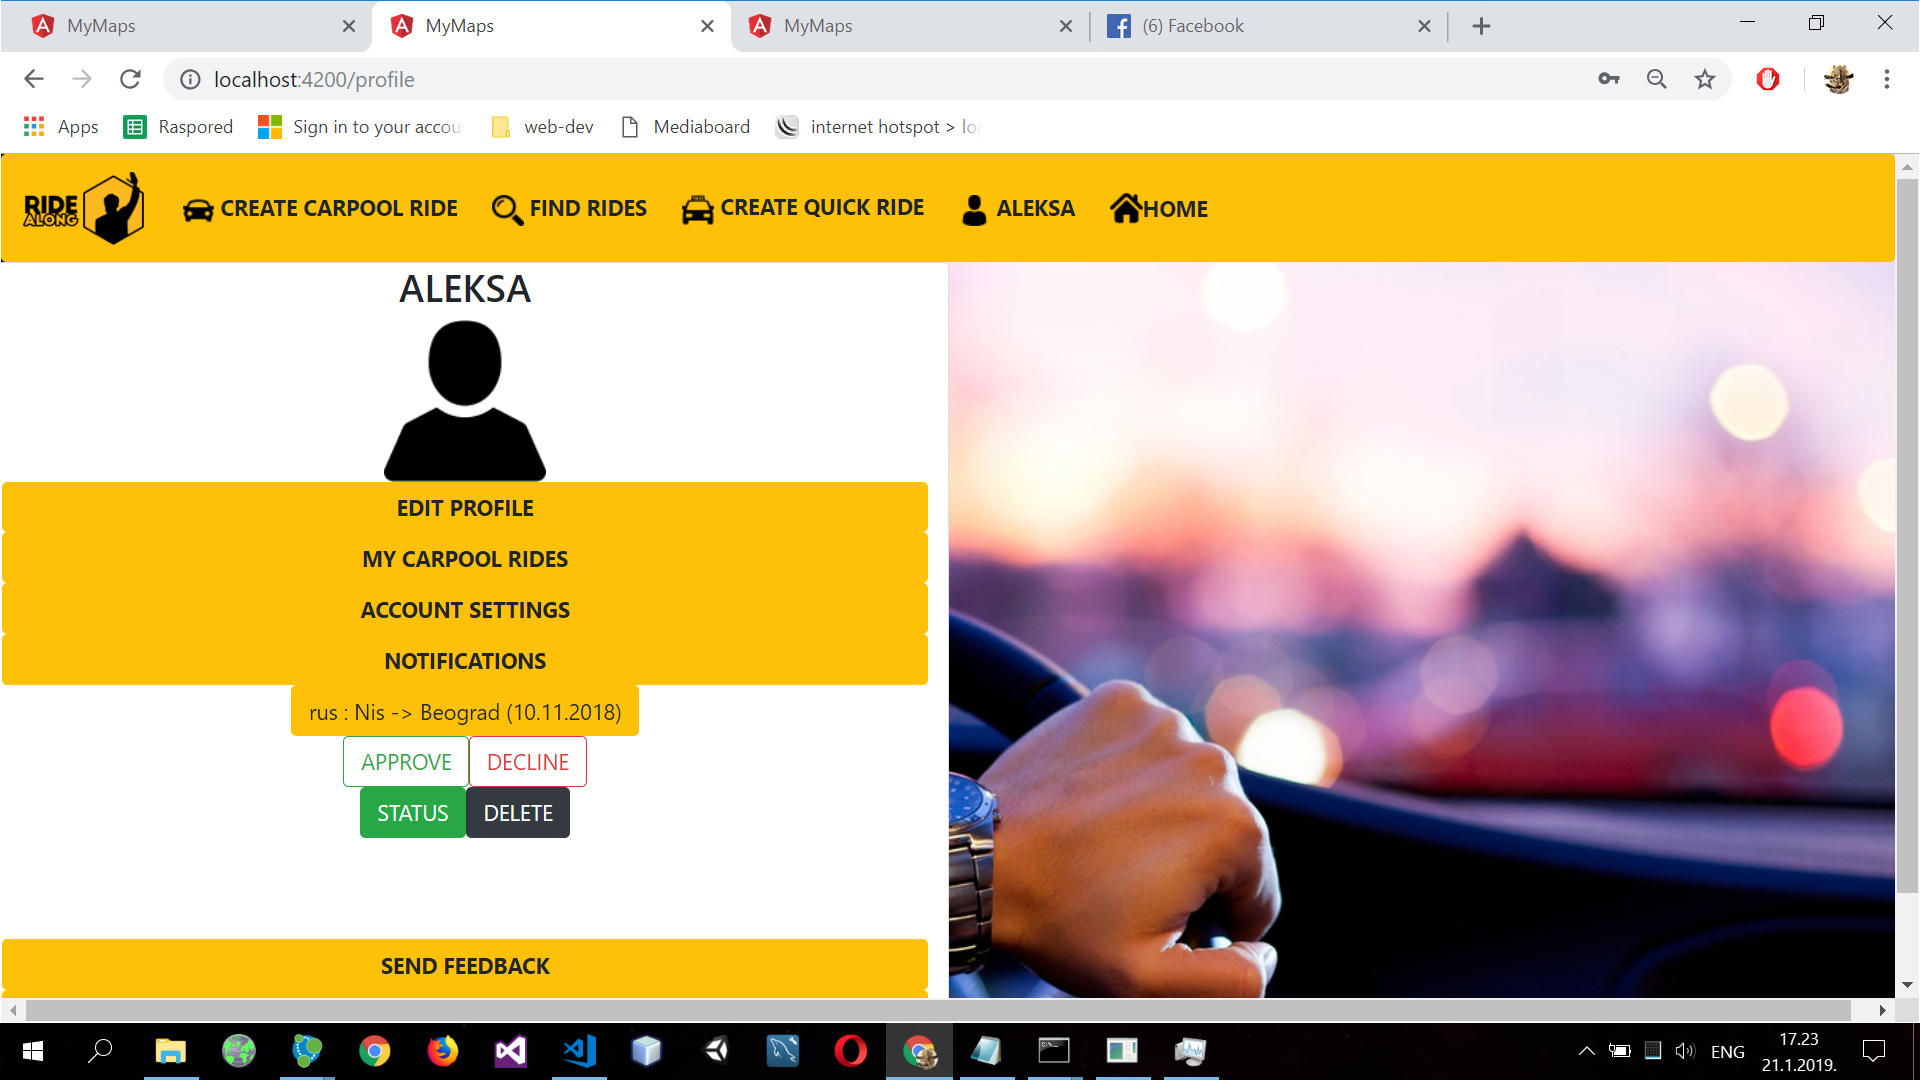 MyMaps
MyMaps
MyMaps
(6) Facebook
localhost:4200/profile
Apps
Raspored
Sign in to your accou
web-dev
Mediaboard
internet hotspot > lo
RIDE
ALONG
CREATE CARPOOL RIDE
FIND RIDES
CREATE QUICK RIDE
ALEKSA
HOME
ALEKSA
EDIT PROFILE
MY CARPOOL RIDES
ACCOUNT SETTINGS
NOTIFICATIONS
rus : Nis -> Beograd (10.11.2018)
APPROVE
DECLINE
STATUS
DELETE
SEND FEEDBACK
ENG
17.23
21.1.2019.